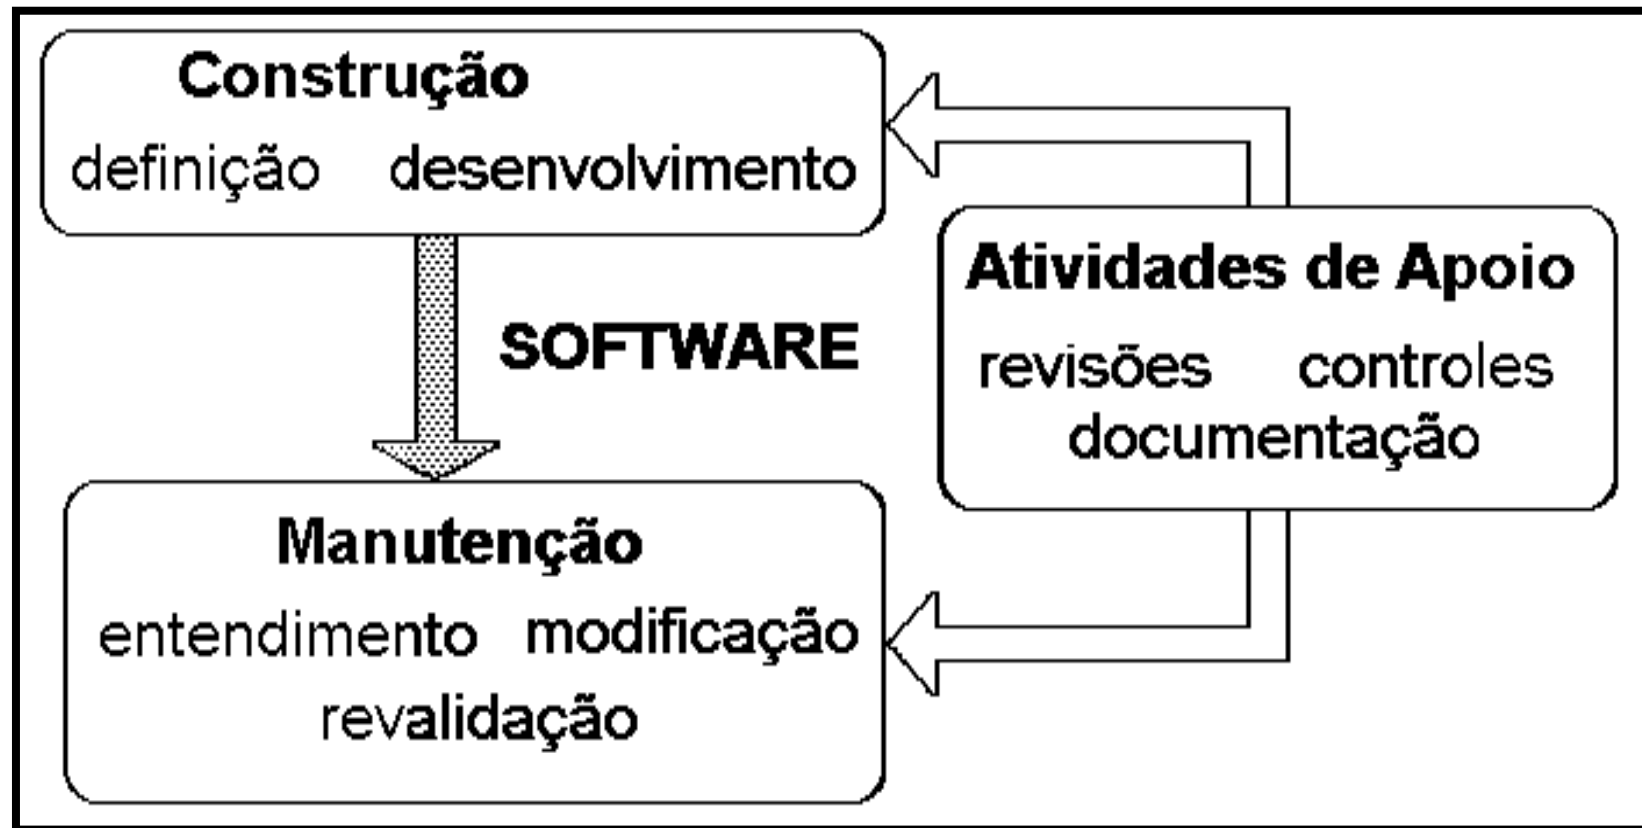 Construção
definição desenvolvimento
SOFTWARE
Manutenção
entendimento modificação
revalidação
Atividades de Apoio
revisões controles
documentação